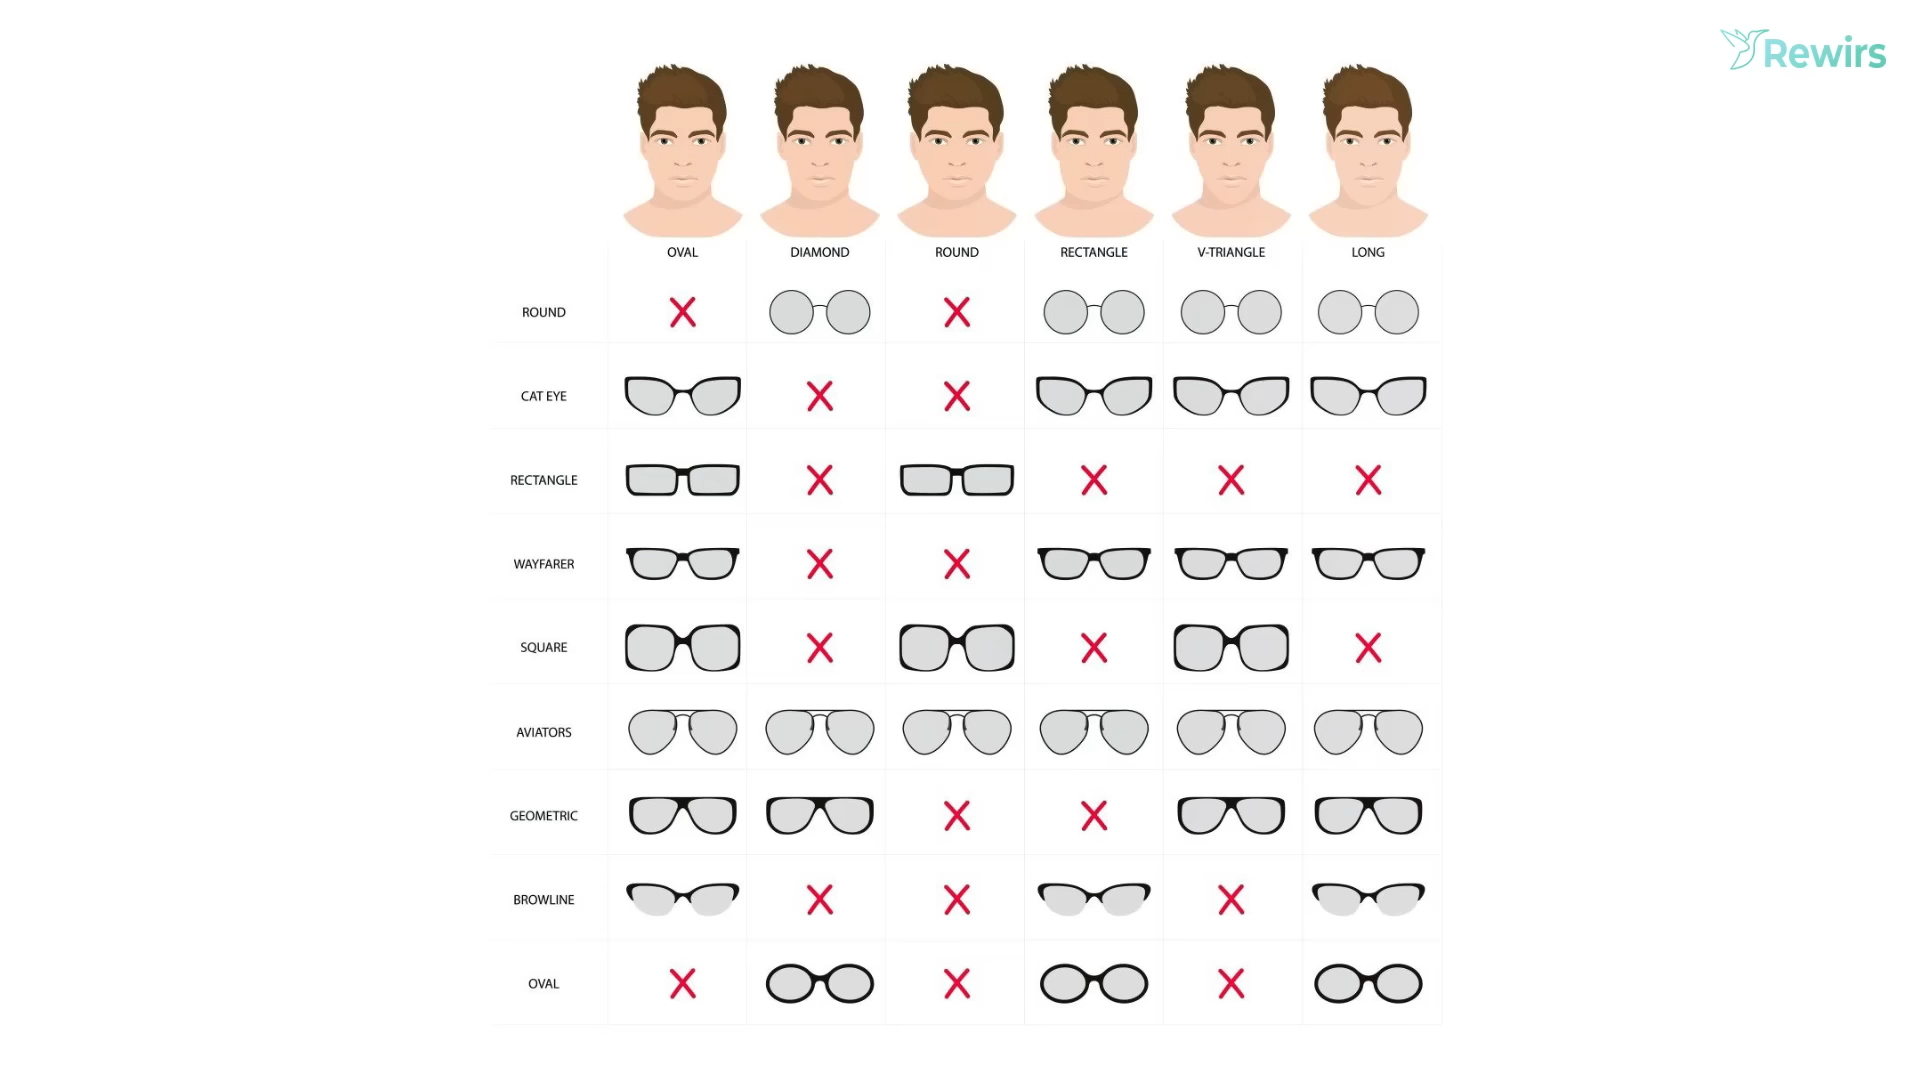 Rewirs
OVAL DIAMOND ROUND RECTANGLE V-TRIANGLE LONG
ROUND
CAT EYE
RECTANGLE
WAYFARER
SQUARE
AVIATORS
GEOMETRIC
BROWLINE
OVAL